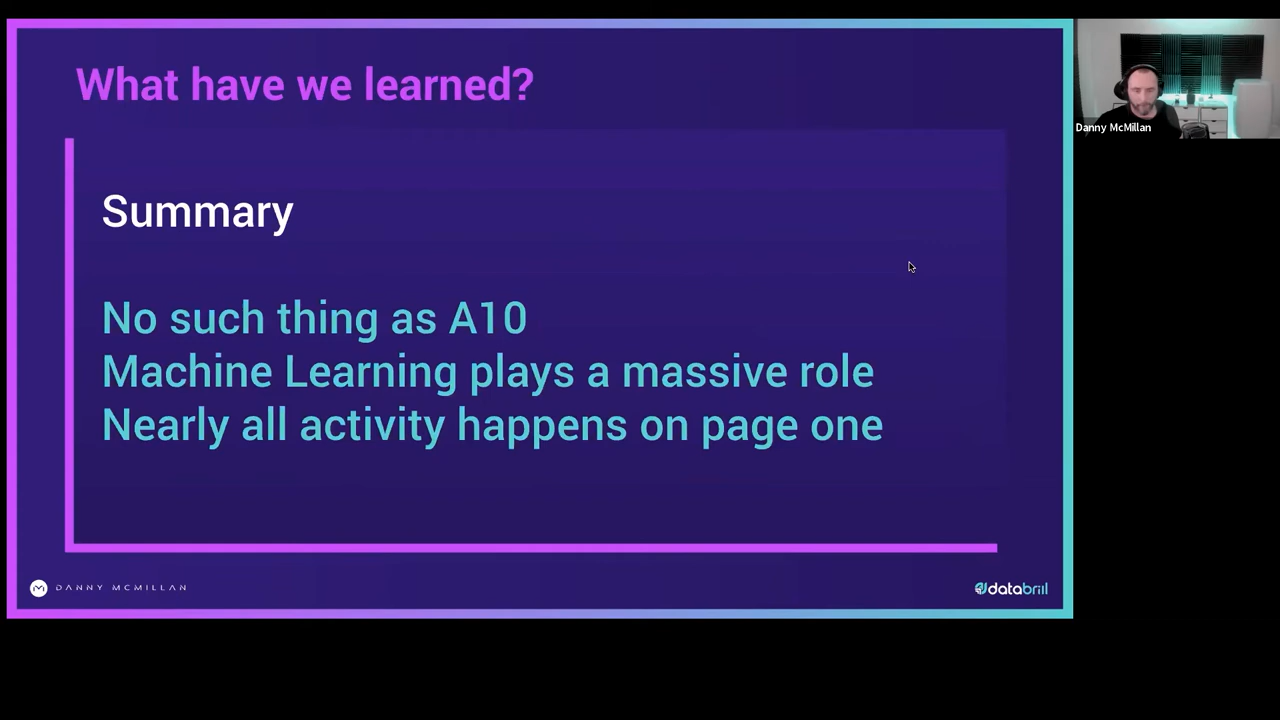 What have we learned?
Summary
No such thing as A10
Machine Learning plays a massive role
Nearly all activity happens on page one
DANNY MCMILLAN
databrill
Danny McMillan